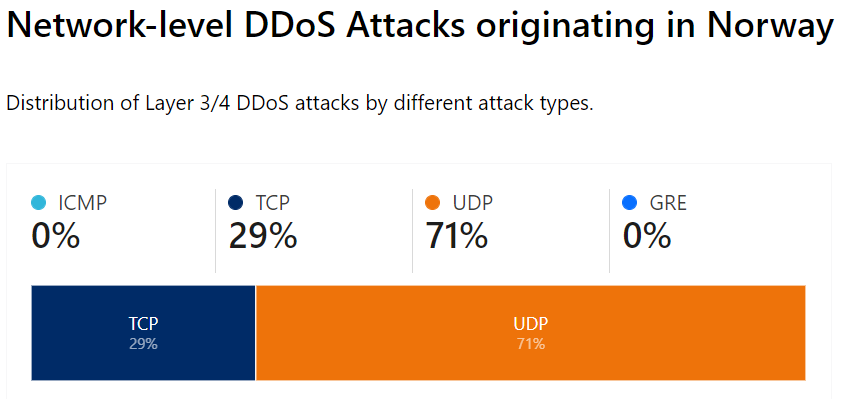 Network-level DDoS Attacks originating in Norway
Distribution of Layer 3/4 DDoS attacks by different attack types.
ICMP
0%
TCP
29%
UDP
71%
GRE
0%
TCP
29%
UDP
71%